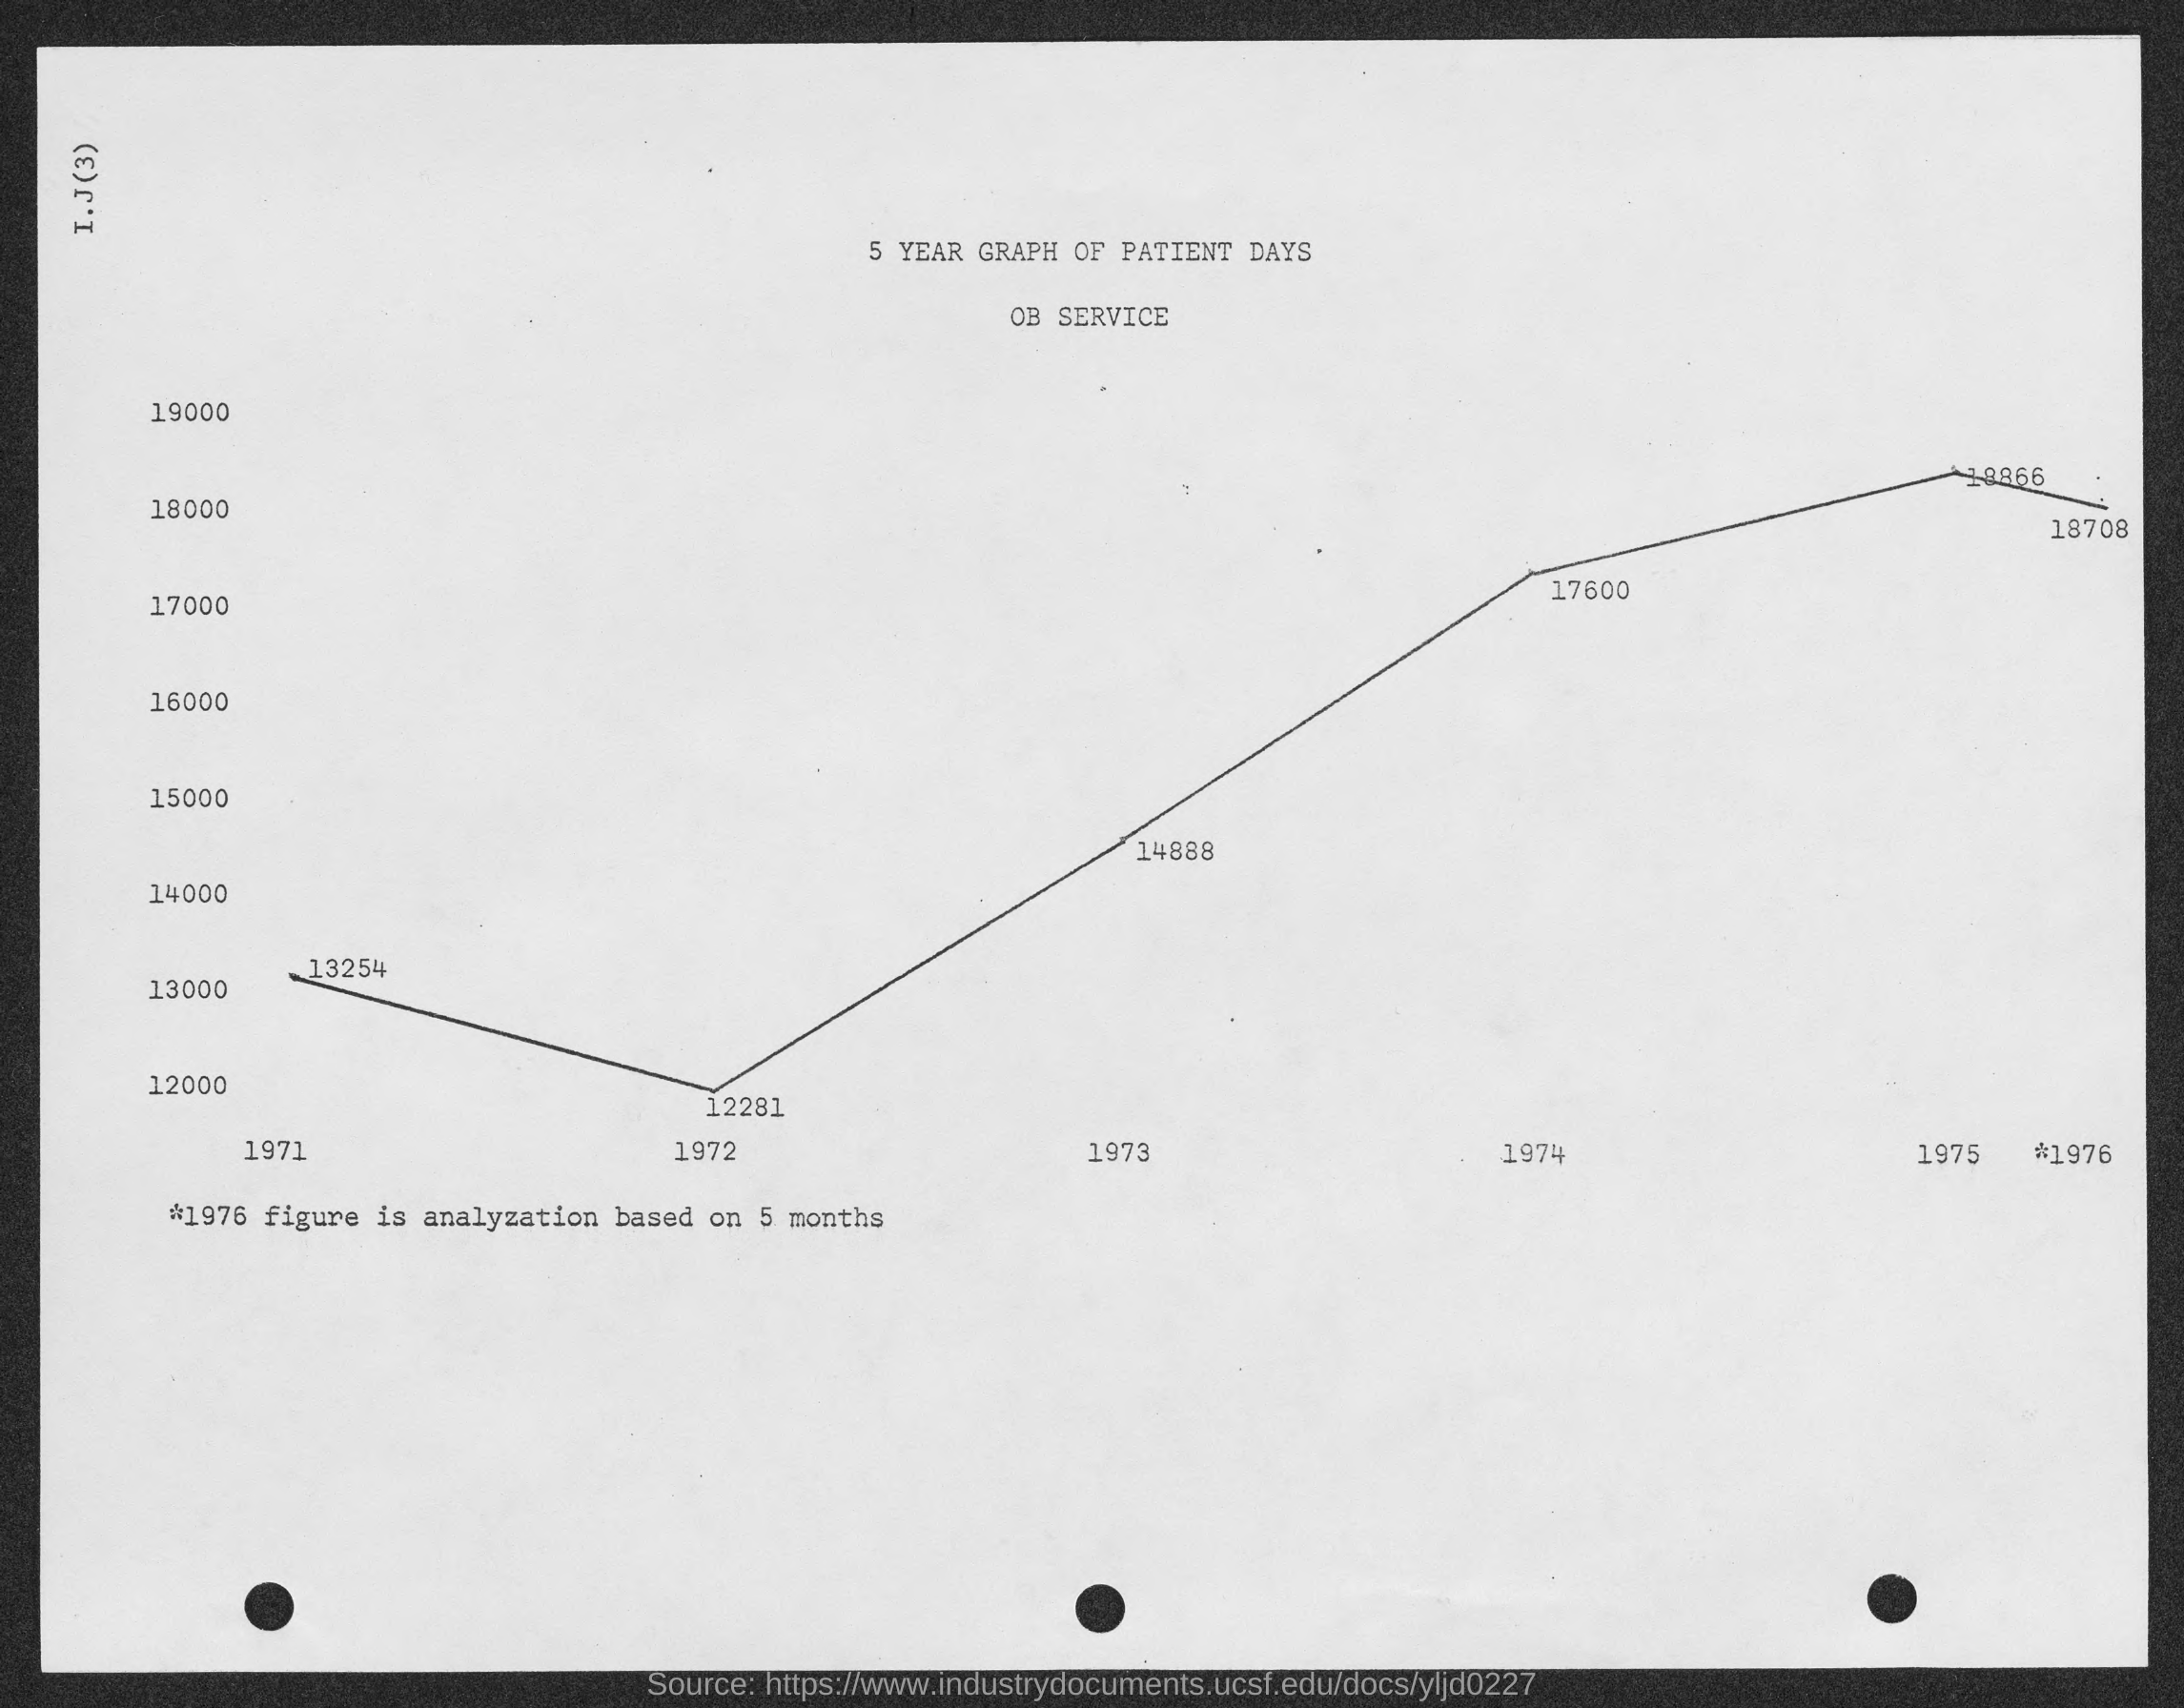 I.J(3)
5 YEAR GRAPH OF PATIENT DAYS
OB SERVICE
19000
18000
17000
16000
15000
14000
13000
12000
13254
12281
14888
17600
18866
18708
1971 1972 1973 1974 1975 *1976
*1976 figure is analyzation based on 5 months
Source: https://www.industrydocuments.ucsf.edu/docs/yljd0227